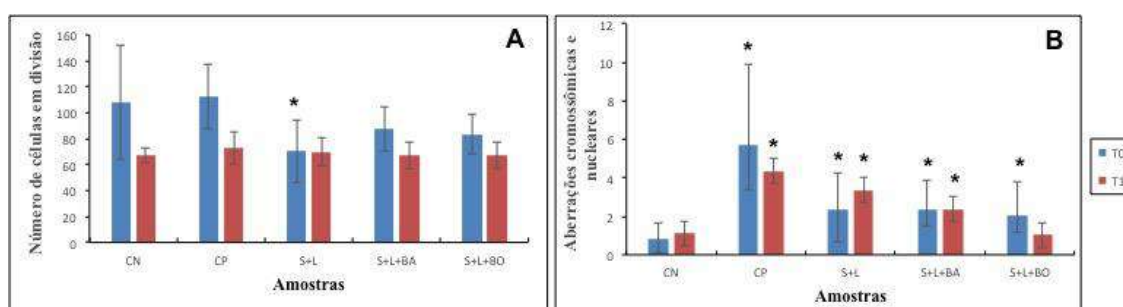 A
Número de células em divisão
160
140
120
100
80
60
40
20
0
*
CN CP S+L S+L+BA S+L+BO
Amostras
B
Aberrações cromossômicas e
nucleares
12
10
8
6
4
2
0
* * * * * * *
CN CP S+L S+L+BA S+L+BO
Amostras
T0
T1